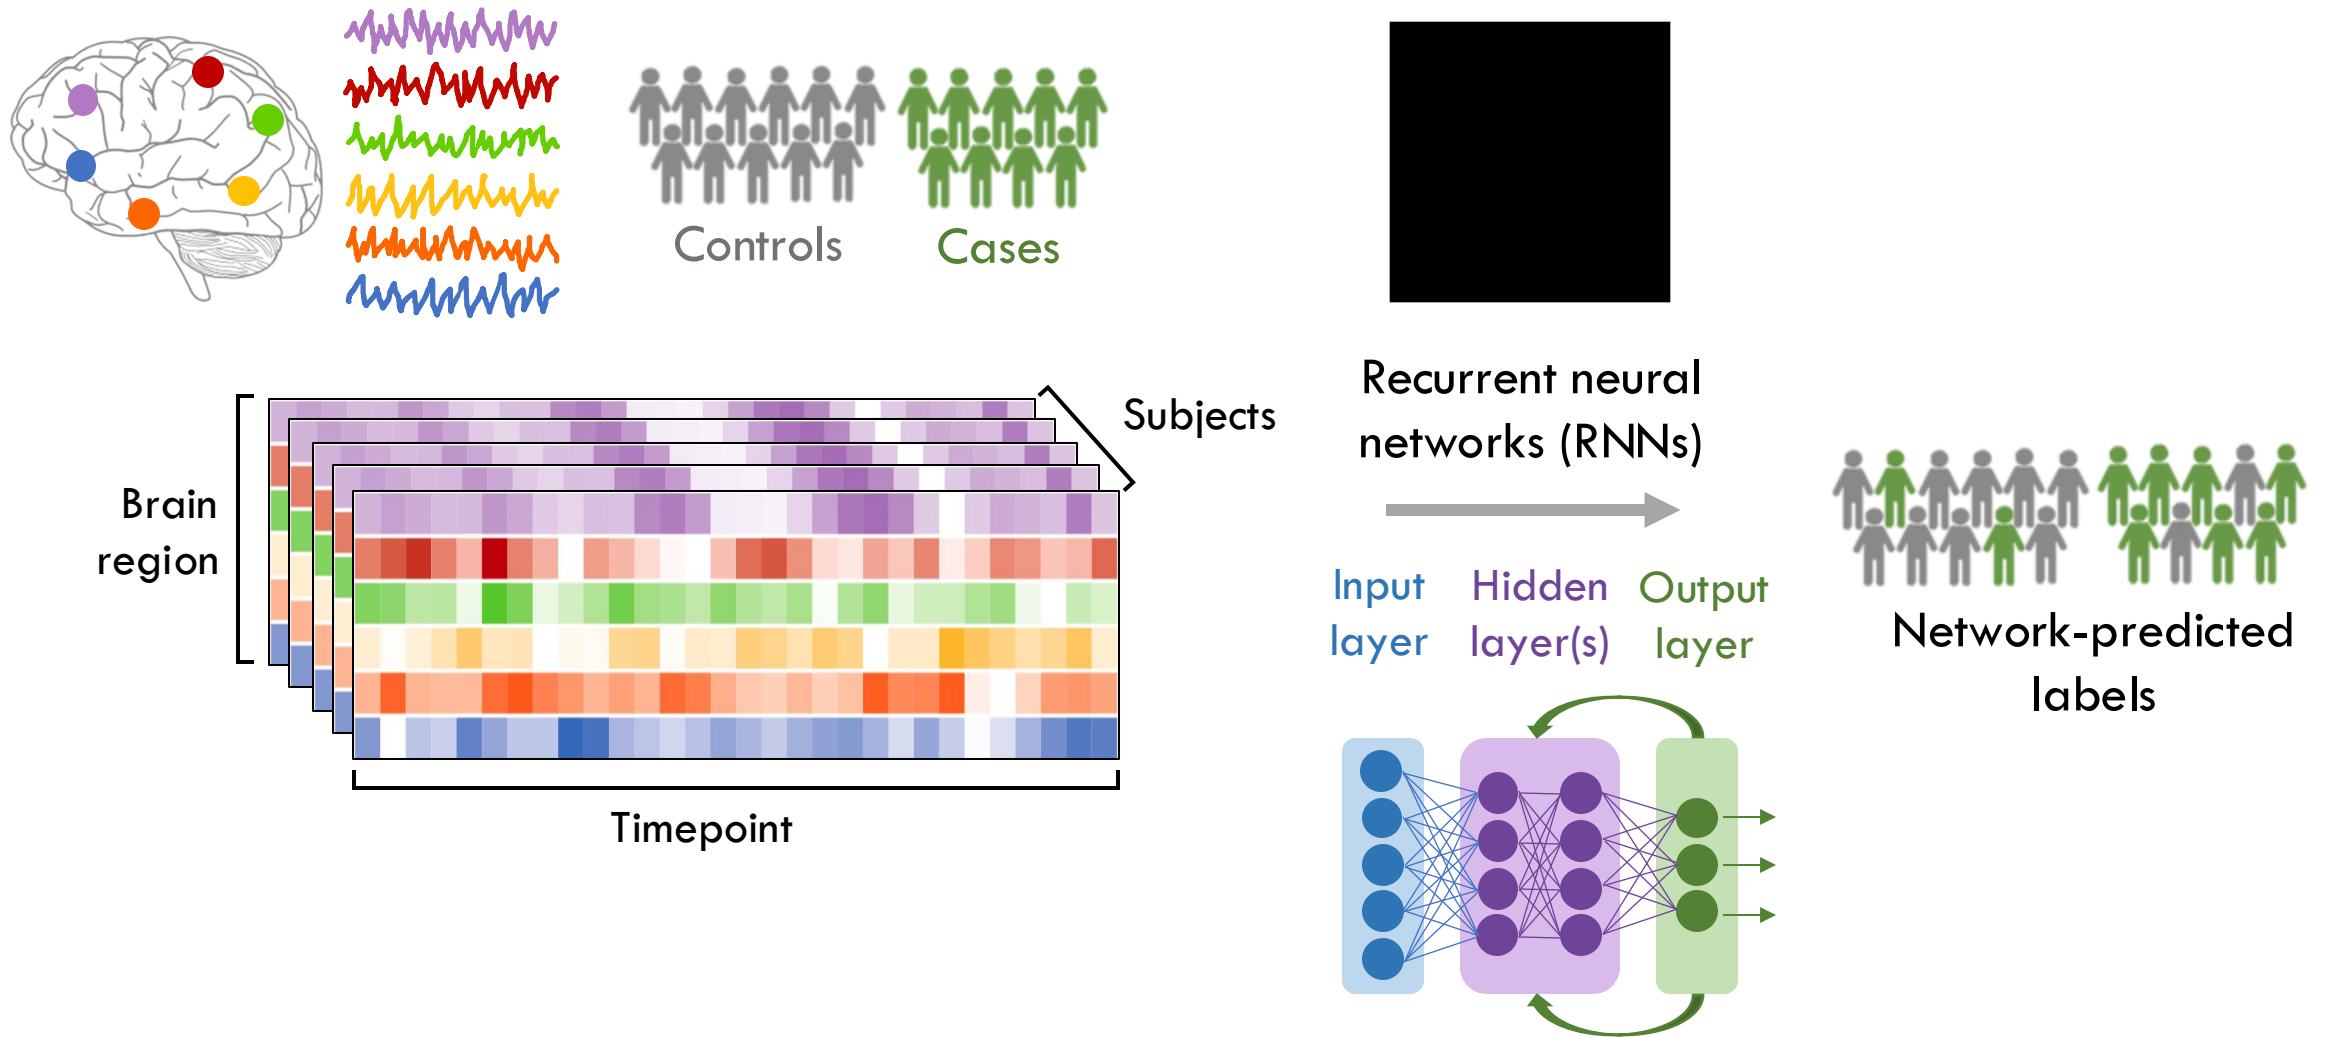 Controls
Cases
Subjects
Brain
region
Timepoint
Recurrent neural
networks (RNNs)
Input
layer
Hidden
layer(s)
Output
layer
Network-predicted
labels